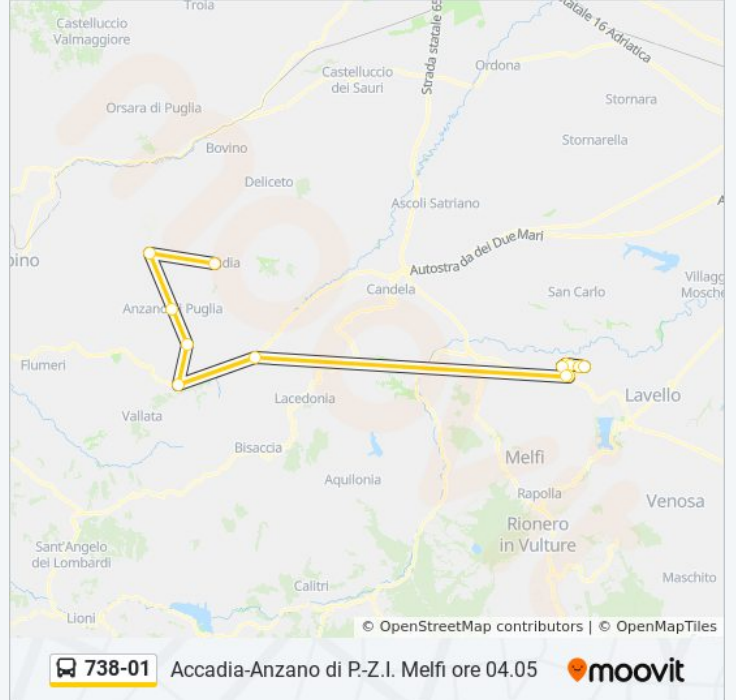 Troia
Castelluccio
Valmaggiore
Strada statale 65
Statale 16 Adriatica
Ordona
Castelluccio
dei Sauri
Stornara
Orsara di Puglia
Stornarella
Bovino
Deliceto
Ascoli Satriano
Autostrada dei Due Mari
pino
dia
Candela
San Carlo
Villagg
Mosche
Anzano di Puglia
Flumeri
Lacedonia
Lavello
Vallata
Bisaccia
Melfi
Aquilonia
Rapolla
Venosa
Rionero
in Vulture
Sant'Angelo
dei Lombardi
Calitri
Maschito
Lioni
© OpenStreetMap contributors | © OpenMapTiles
738-01 Accadia-Anzano di P.-Z.I. Melfi ore 04.05
moovit